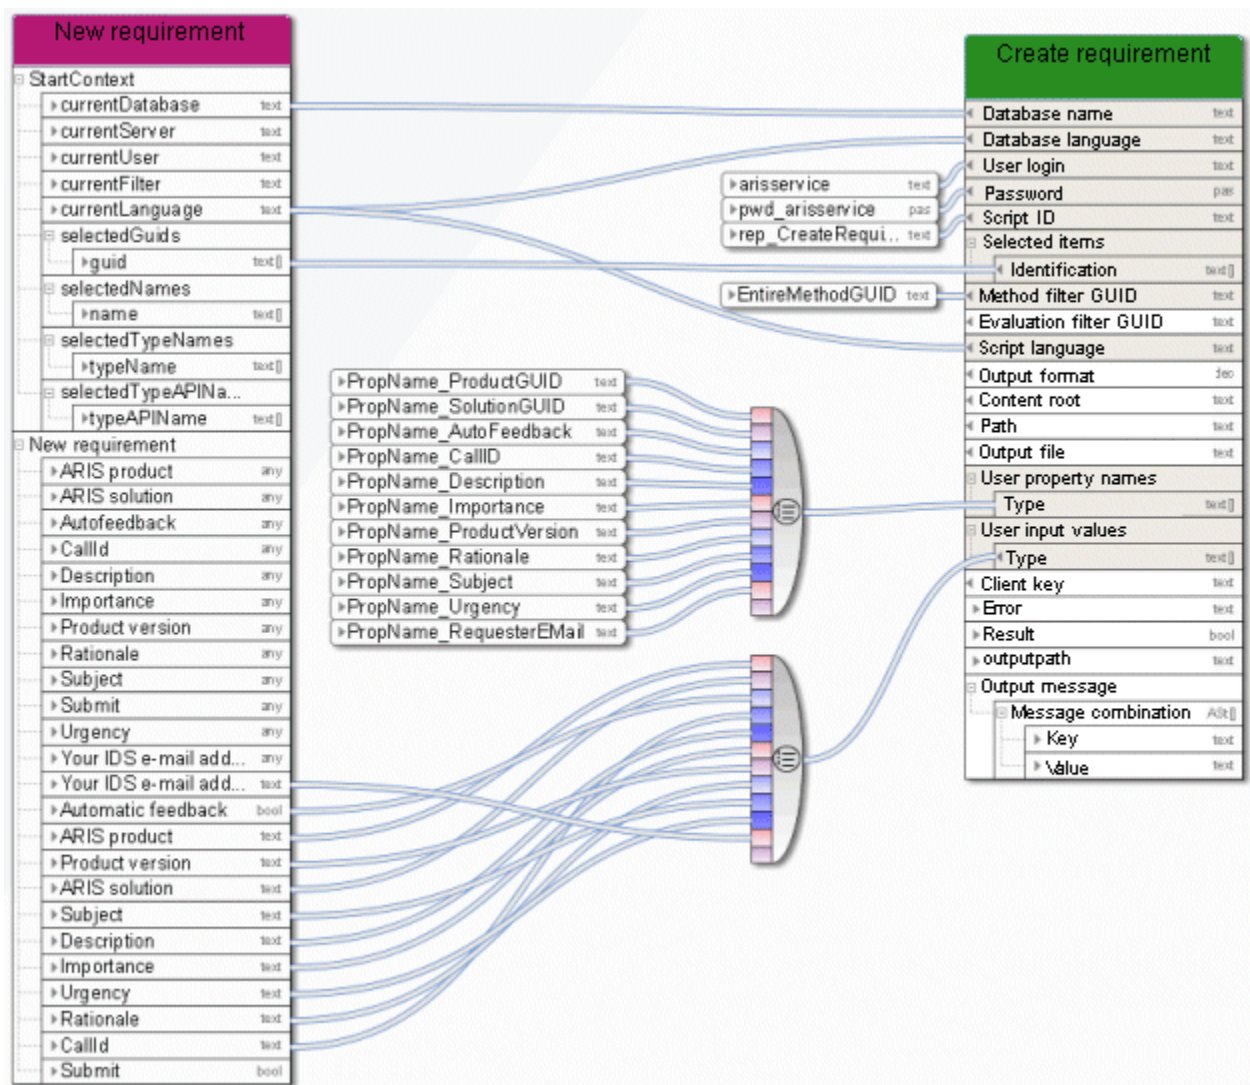 New requirement
StartContext
currentDatabase text
currentServer text
currentUser text
currentFilter text
currentLanguage text
selectedGuids
guid text[]
selectedNames
name text[]
selectedTypeNames
typeName text[]
selectedTypeAPINa...
typeAPIName text[]
New requirement
ARIS product any
ARIS solution any
Autofeedback any
CallId any
Description any
Importance any
Product version any
Rationale any
Subject any
Submit any
Urgency any
Your IDS e-mail add... any
Your IDS e-mail add... text
Automatic feedback bool
ARIS product text
Product version text
ARIS solution text
Subject text
Description text
Importance text
Urgency text
Rationale text
CallId text
Submit bool
PropName_ProductGUID text
PropName_SolutionGUID text
PropName_AutoFeedback text
PropName_CallID text
PropName_Description text
PropName_Importance text
PropName_ProductVersion text
PropName_Rationale text
PropName_Subject text
PropName_Urgency text
PropName_RequesterEMail text
arisservice text
pwd_arisservice pas
rep_CreateRequi... text
EntireMethodGUID text
Create requirement
Database name text
Database language text
User login text
Password pas
Script ID text
Selected items
Identification text[]
Method filter GUID text
Evaluation filter GUID text
Script language text
Output format dec
Content root text
Path text
Output file text
User property names
Type text[]
User input values
Type text[]
Client key text
Error text
Result bool
outputpath text
Output message
Message combination ASt[]
Key text
Value text